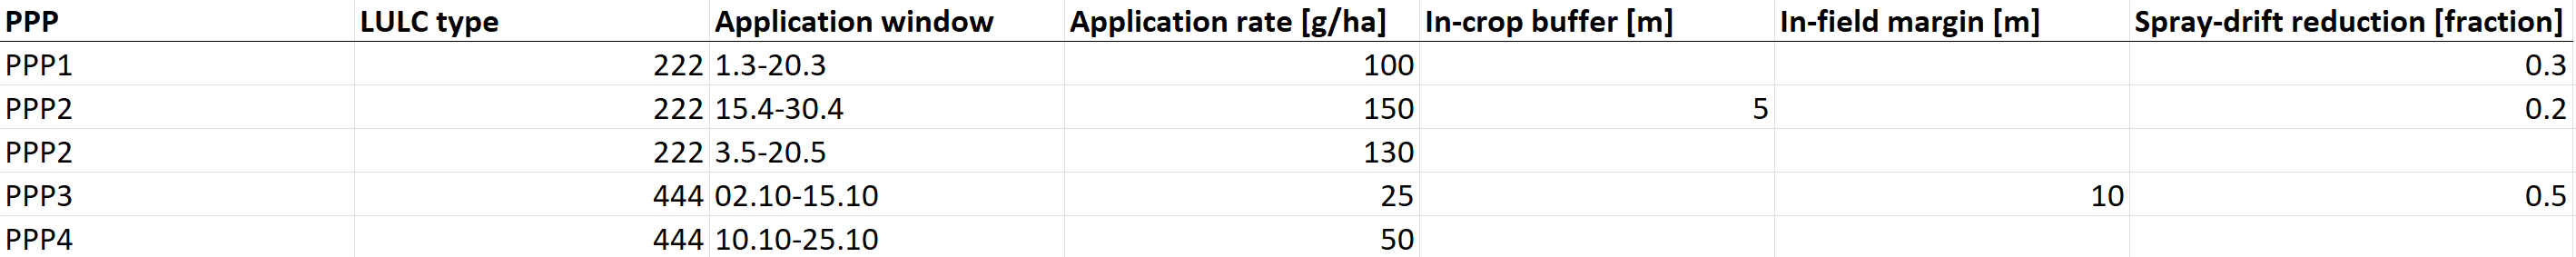 PPP LULC type Application window Application rate [g/ha] In-crop buffer [m] In-field margin [m] Spray-drift reduction [fraction]
PPP1 222 1.3-20.3 100 0.3
PPP2 222 15.4-30.4 150 5 0.2
PPP2 222 3.5-20.5 130
PPP3 444 02.10-15.10 25 10 0.5
PPP4 444 10.10-25.10 50